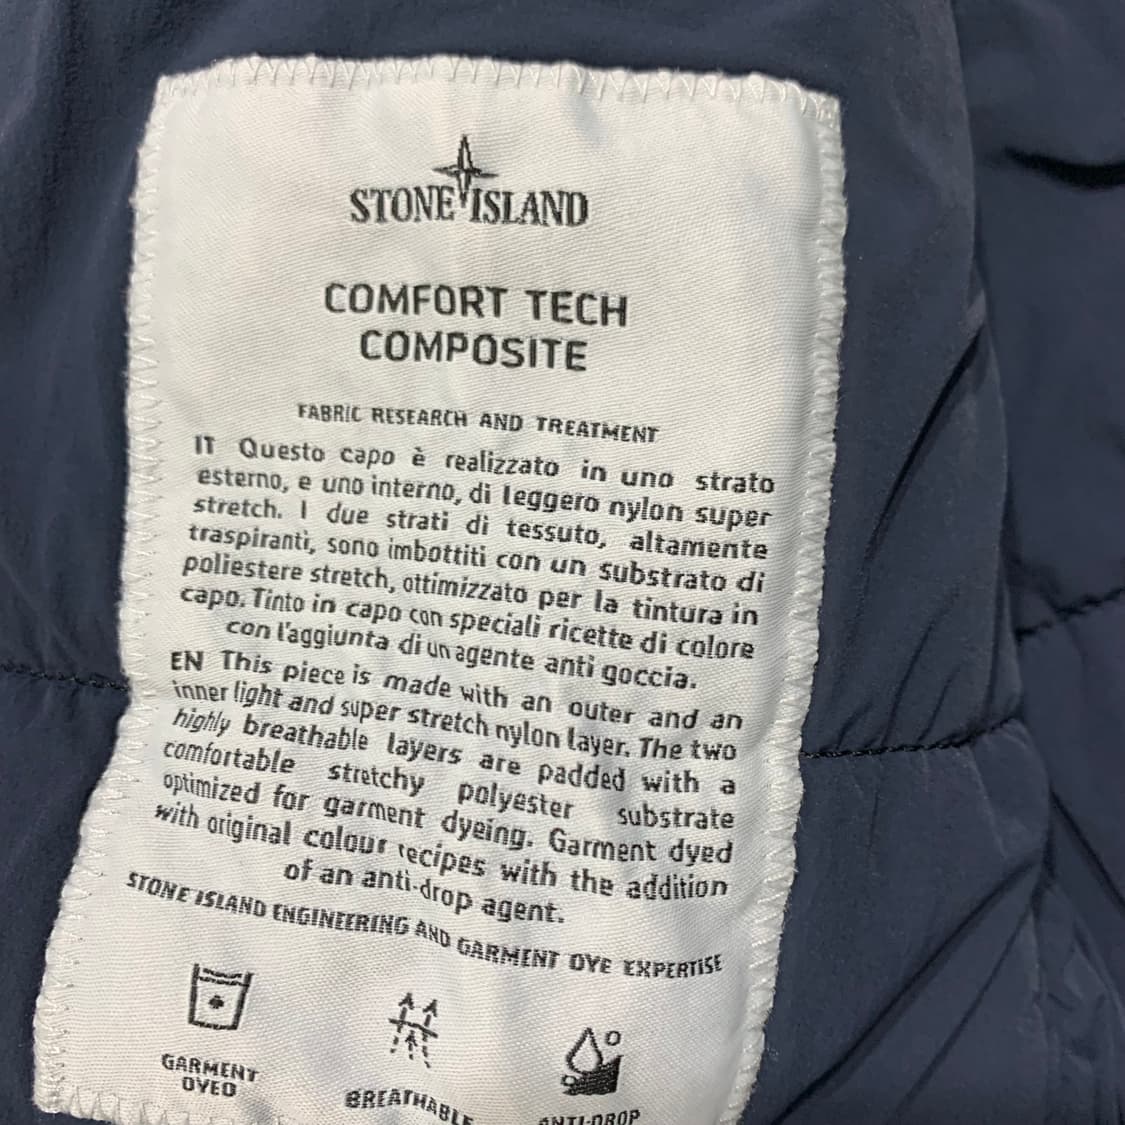 STONE ISLAND
COMFORT TECH
COMPOSITE
FABRIC RESEARCH AND TREATMENT
IT Questo capo è realizzato in uno strato
esterno, e uno interno, di leggero nylon super
stretch. I due strati di tessuto, altamente
traspiranti, sono imbottiti con un substrato di
poliestere stretch, ottimizzato per la tintura in
capo. Tinto in capo con speciali ricette di colore
con l'aggiunta di un agente anti goccia.
EN This piece is made with an outer and an
inner light and super stretch nylon layer. The two
highly breathable layers are padded with a
comfortable stretchy polyester substrate
optimized for garment dyeing. Garment dyed
with original colour recipes with the addition
of an anti-drop agent.
STONE ISLAND ENGINEERING AND GARMENT DYE EXPERTISE
GARMENT
DYED
BREATHABLE
ANTI-DROP